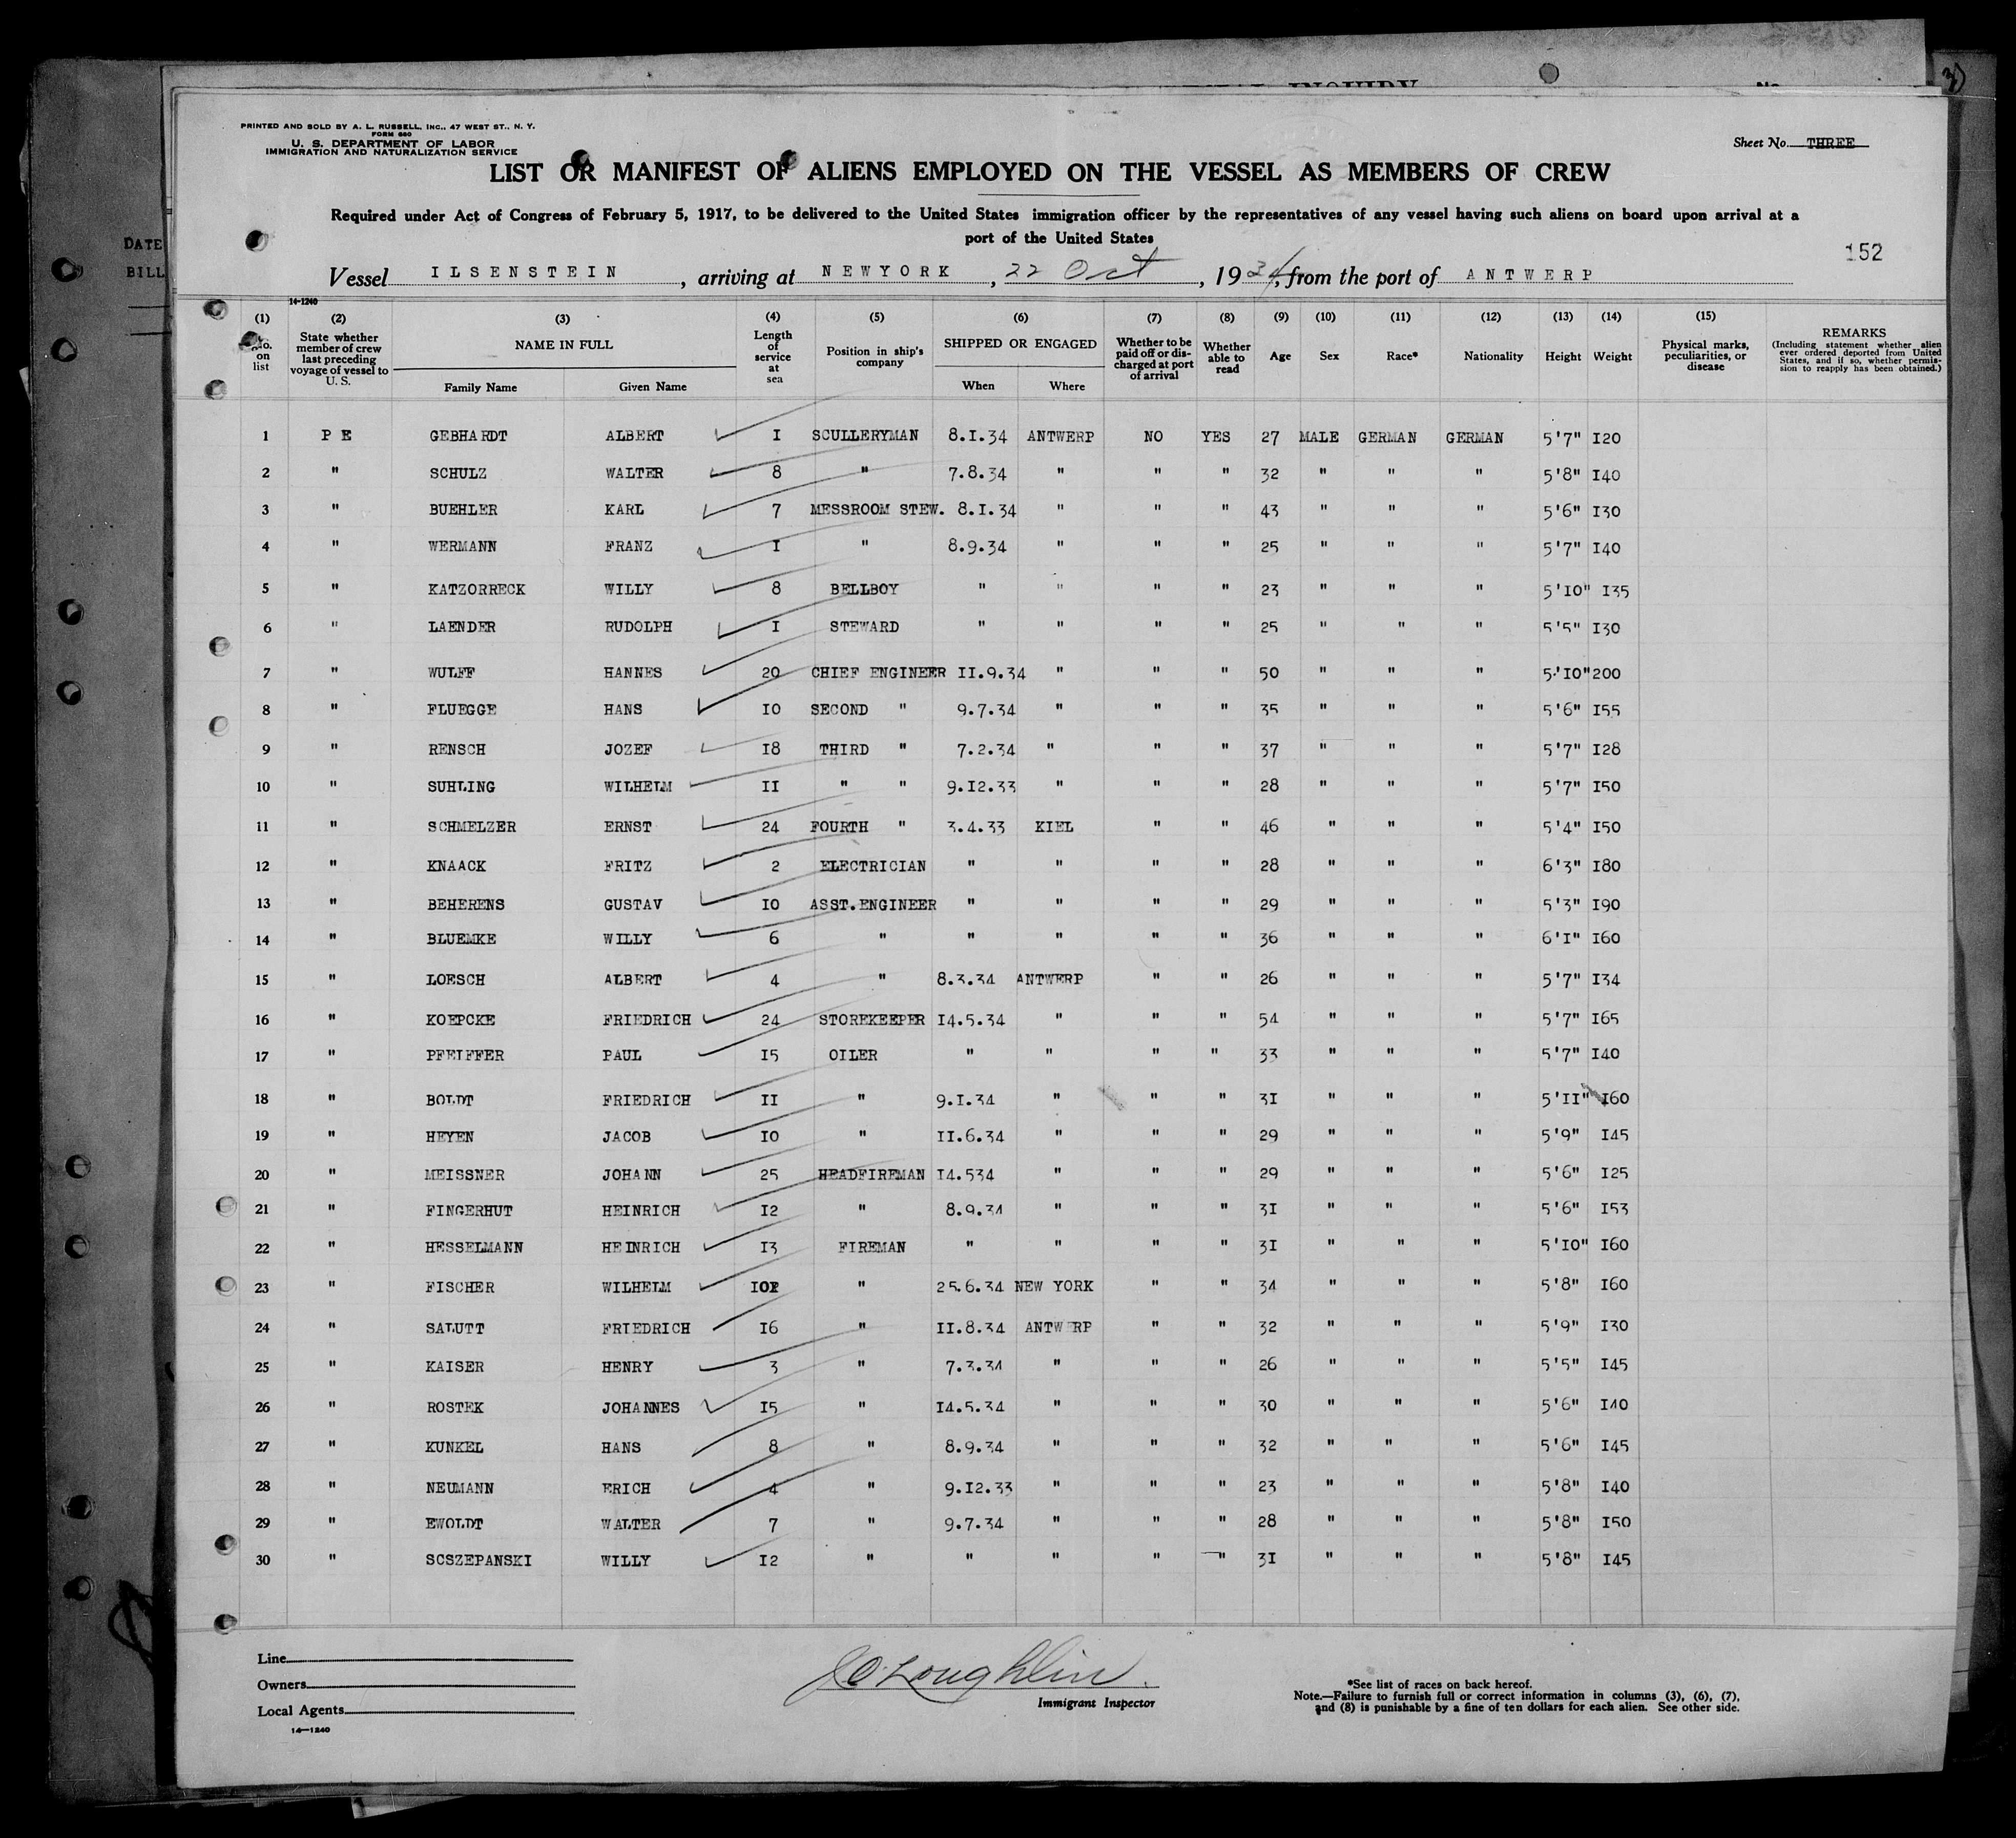 INQUIRY
No
DATE
BILL
PRINTED AND SOLD BY A. L. RUSSELL, INC., 47 WEST ST., N. Y.
FORM 680
U. S. DEPARTMENT OF LABOR
IMMIGRATION AND NATURALIZATION SERVICE
Sheet No. THREE
LIST OR MANIFEST OF ALIENS EMPLOYED ON THE VESSEL AS MEMBERS OF CREW
Required under Act of Congress of February 5, 1917, to be delivered to the United States immigration officer by the representatives of any vessel having such aliens on board upon arrival at a
port of the United States
152
Vessel ILSENSTEIN, arriving at NEWYORK, 22 Oct, 1934, from the port of ANTWERP
14-1240
(1) (2) (3) (4) (5) (6) (7) (8) (9) (10) (11) (12) (13) (14) (15)
No. on list
State whether member of crew last preceding voyage of vessel to U. S.
NAME IN FULL
Family Name Given Name
Length of service at sea
Position in ship's company
SHIPPED OR ENGAGED
When Where
Whether to be paid off or discharged at port of arrival
Whether able to read
Age Sex Race* Nationality Height Weight
Physical marks, peculiarities, or disease
REMARKS
(Including statement whether alien ever ordered deported from United States, and if so, whether permission to reapply has been obtained.)
1 P E GEBHARDT ALBERT I SCULLERYMAN 8.I.34 ANTWERP NO YES 27 MALE GERMAN GERMAN 5'7" I20
2 " SCHULZ WALTER 8 " 7.8.34 " " " 32 " " " 5'8" I40
3 " BUEHLER KARL 7 MESSROOM STEW. 8.I.34 " " " 43 " " " 5'6" I30
4 " WERMANN FRANZ I " 8.9.34 " " " 25 " " " 5'7" I40
5 " KATZORRECK WILLY 8 BELLBOY " " " " 23 " " " 5'IO" I35
6 " LAENDER RUDOLPH I STEWARD " " " " 25 " " " 5'5" I30
7 " WULFF HANNES 20 CHIEF ENGINEER II.9.34 " " " 50 " " " 5.'IO" 200
8 " FLUEGGE HANS IO SECOND " 9.7.34 " " " 35 " " " 5'6" I55
9 " RENSCH JOZEF I8 THIRD " 7.2.34 " " " 37 " " " 5'7" I28
10 " SUHLING WILHELM II " " 9.I2.33 " " " 28 " " " 5'7" I50
11 " SCHMELZER ERNST 24 FOURTH " 3.4.33 KIEL " " 46 " " " 5'4" I50
12 " KNAACK FRITZ 2 ELECTRICIAN " " " " 28 " " " 6'3" I80
13 " BEHERENS GUSTAV IO ASST.ENGINEER " " " " 29 " " " 5'3" I90
14 " BLUEMKE WILLY 6 " " " " " 36 " " " 6'I" I60
15 " LOESCH ALBERT 4 " 8.3.34 ANTWERP " " 26 " " " 5'7" I34
16 " KOEPCKE FRIEDRICH 24 STOREKEEPER I4.5.34 " " " 54 " " " 5'7" I65
17 " PFEIFFER PAUL I5 OILER " " " " 33 " " " 5'7" I40
18 " BOLDT FRIEDRICH II " 9.I.34 " " " 3I " " " 5'II" I60
19 " HEYEN JACOB IO " II.6.34 " " " 29 " " " 5'9" I45
20 " MEISSNER JOHANN 25 HEADFIREMAN I4.534 " " " 29 " " " 5'6" I25
21 " FINGERHUT HEINRICH I2 " 8.9.34 " " " 3I " " " 5'6" I53
22 " HESSELMANN HEINRICH I3 FIREMAN " " " " 3I " " " 5'IO" I60
23 " FISCHER WILHELM " 25.6.34 NEW YORK " " 34 " " " 5'8" I60
24 " SALUTT FRIEDRICH I6 " II.8.34 ANTWERP " " 32 " " " 5'9" I30
25 " KAISER HENRY 3 " 7.3.34 " " " 26 " " " 5'5" I45
26 " ROSTEK JOHANNES I5 " I4.5.34 " " " 30 " " " 5'6" I40
27 " KUNKEL HANS 8 " 8.9.34 " " " 32 " " " 5'6" I45
28 " NEUMANN ERICH 4 " 9.I2.33 " " " 23 " " " 5'8" I40
29 " EWOLDT WALTER 7 " 9.7.34 " " " 28 " " " 5'8" I50
30 " SCSZEPANSKI WILLY I2 " " " " " 3I " " " 5'8" I45
Line
Owners
Local Agents
14-1240
JO'Loughlin.
Immigrant Inspector
*See list of races on back hereof.
Note.—Failure to furnish full or correct information in columns (3), (6), (7),
and (8) is punishable by a fine of ten dollars for each alien. See other side.